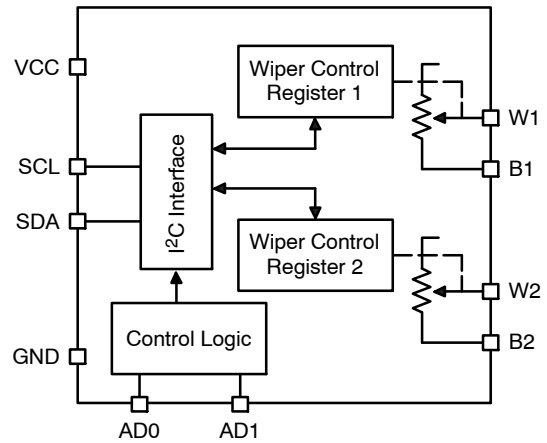 VCC
SCL
SDA
GND
I²C Interface
Wiper Control
Register 1
Wiper Control
Register 2
Control Logic
W1
B1
W2
B2
AD0
AD1